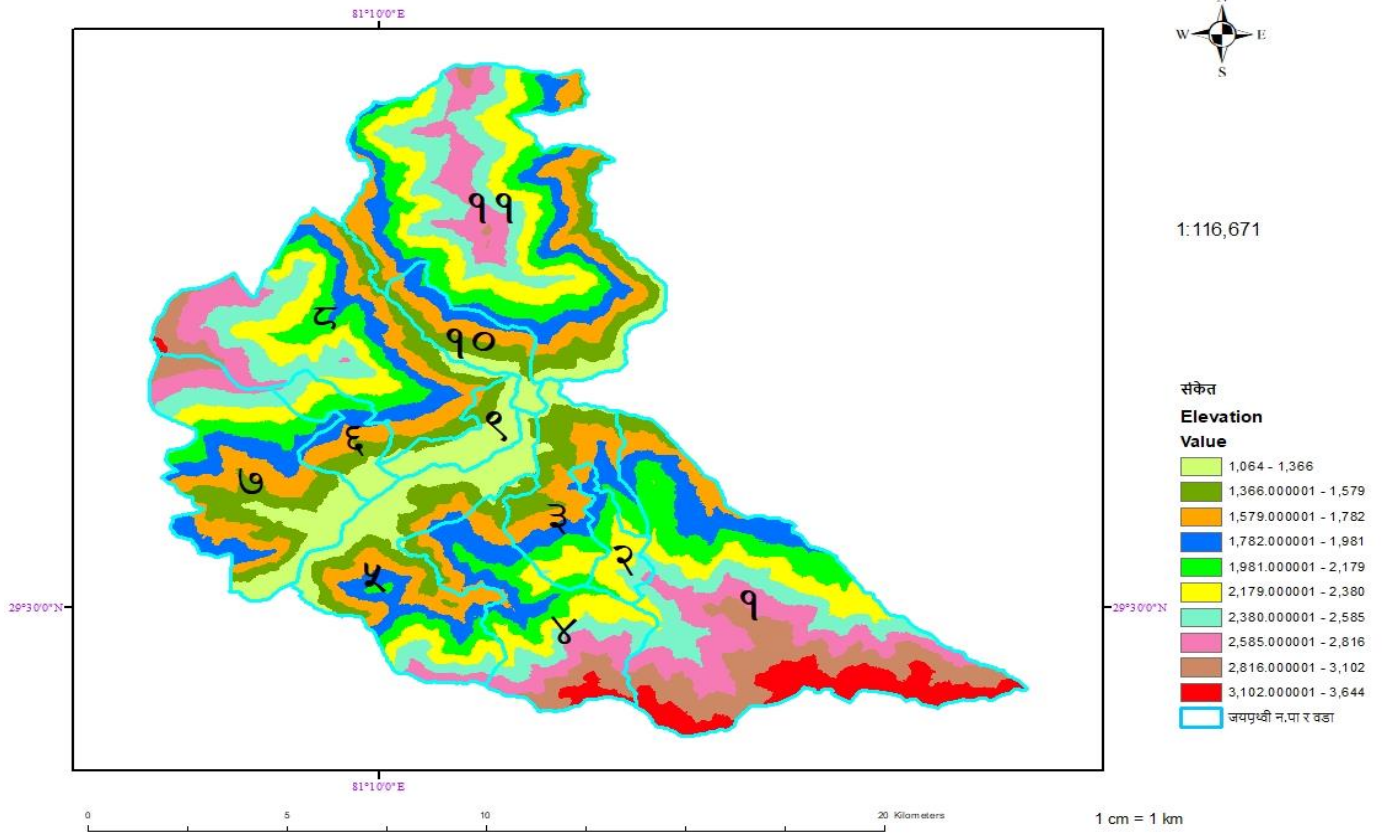 81°10'0"E
N
W E
S
११
1:116,671
८
१०
संकेत
Elevation
Value
९
६
1,064 - 1,366
७
1,366.000001 - 1,579
३
1,579.000001 - 1,782
1,782.000001 - 1,981
२
1,981.000001 - 2,179
५
2,179.000001 - 2,380
29°30'0"N
१
29°30'0"N
2,380.000001 - 2,585
४
2,585.000001 - 2,816
2,816.000001 - 3,102
3,102.000001 - 3,644
जयपृथ्वी न.पा र वडा
81°10'0"E
0 5 10 20 Kilometers
1 cm = 1 km